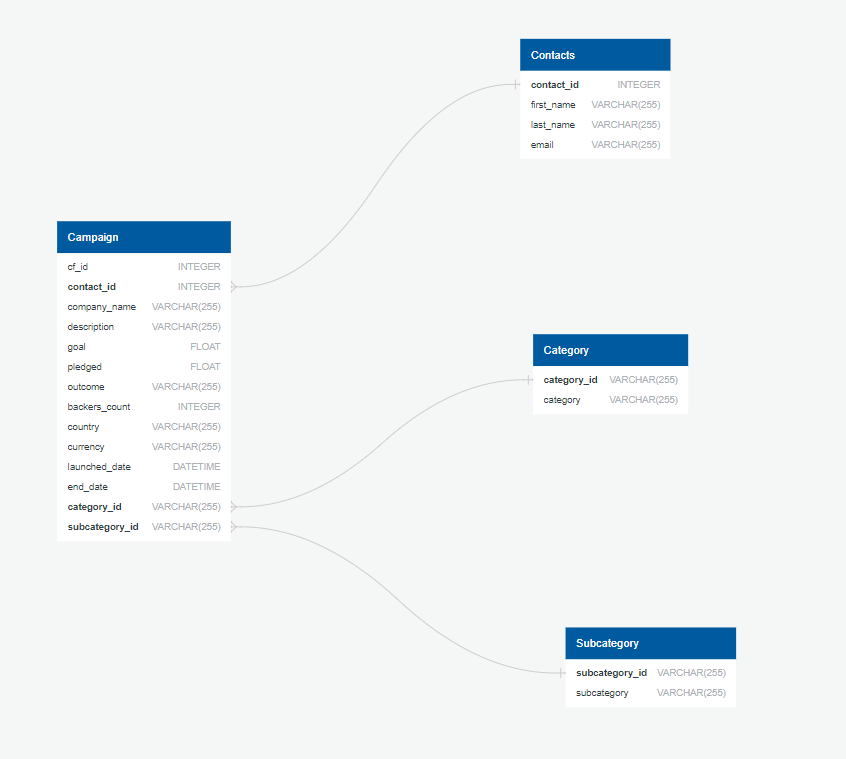 Contacts
contact_id INTEGER
first_name VARCHAR(255)
last_name VARCHAR(255)
email VARCHAR(255)
Campaign
cf_id INTEGER
contact_id INTEGER
company_name VARCHAR(255)
description VARCHAR(255)
goal FLOAT
pledged FLOAT
outcome VARCHAR(255)
backers_count INTEGER
country VARCHAR(255)
currency VARCHAR(255)
launched_date DATETIME
end_date DATETIME
category_id VARCHAR(255)
subcategory_id VARCHAR(255)
Category
category_id VARCHAR(255)
category VARCHAR(255)
Subcategory
subcategory_id VARCHAR(255)
subcategory VARCHAR(255)